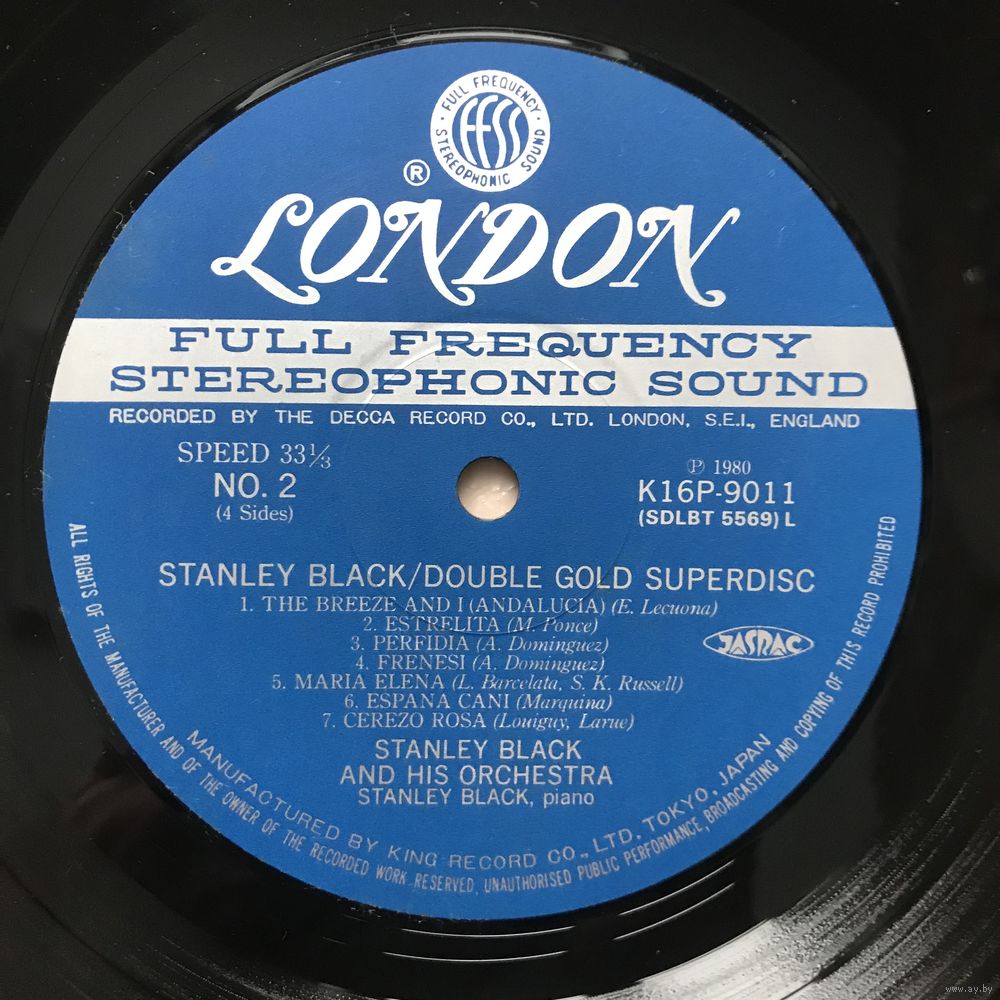 FULL FREQUENCY
FFSS
STEREOPHONIC SOUND
®
LONDON
FULL FREQUENCY
STEREOPHONIC SOUND
RECORDED BY THE DECCA RECORD CO., LTD. LONDON, S.E.I., ENGLAND
SPEED 33⅓
NO. 2
(4 Sides)
Ⓟ 1980
K16P-9011
(SDLBT 5569) L
STANLEY BLACK/DOUBLE GOLD SUPERDISC
1. THE BREEZE AND I (ANDALUCÍA) (E. Lecuona)
2. ESTRELITA (M. Ponce)
3. PERFIDIA (A. Dominguez)
4. FRENESI (A. Dominguez)
5. MARIA ELENA (L. Barcelata, S. K. Russell)
6. ESPANA CANI (Marquina)
7. CEREZO ROSA (Louiguy, Larue)
JASRAC
STANLEY BLACK
AND HIS ORCHESTRA
STANLEY BLACK, piano
MANUFACTURED BY KING RECORD CO., LTD. TOKYO, JAPAN
ALL RIGHTS OF THE MANUFACTURER AND OF THE OWNER OF THE RECORDED WORK RESERVED, UNAUTHORISED PUBLIC PERFORMANCE, BROADCASTING AND COPYING OF THIS RECORD PROHIBITED
www.ay.by